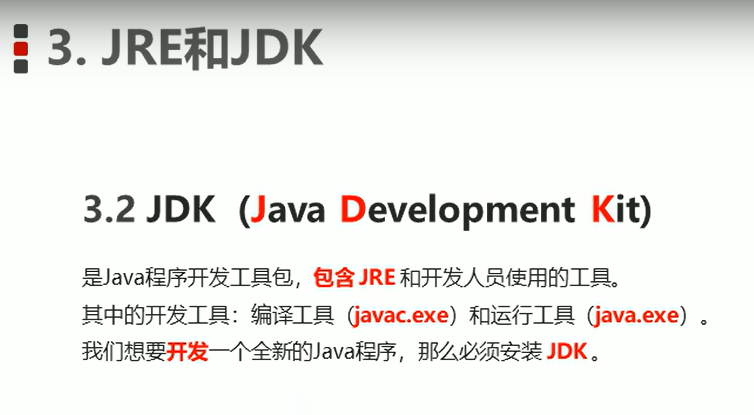 3. JRE和JDK
3.2 JDK（Java Development Kit)
是Java程序开发工具包，包含 JRE 和开发人员使用的工具。
其中的开发工具：编译工具（javac.exe）和运行工具（java.exe）。
我们想要开发一个全新的Java程序，那么必须安装 JDK 。